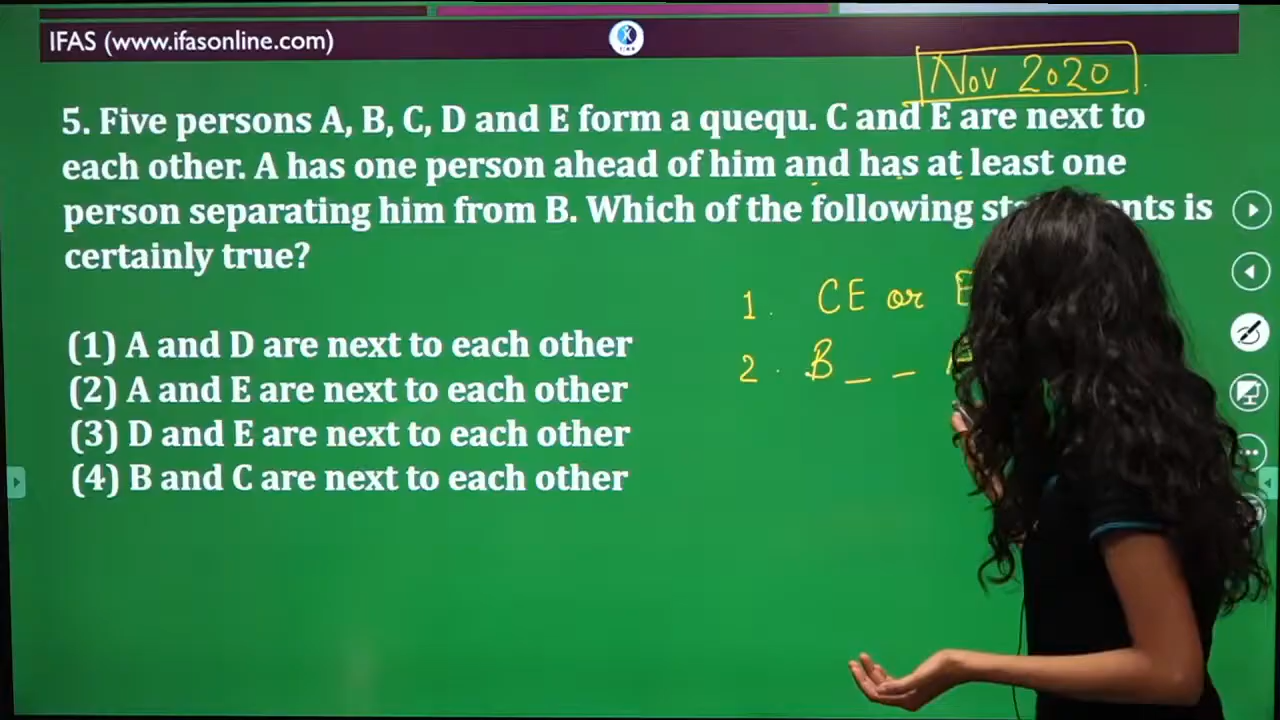 IFAS (www.ifasonline.com)
Nov 2020
5. Five persons A, B, C, D and E form a ququ. C and E are next to
each other. A has one person ahead of him and has at least one
person separating him from B. Which of the following is
certainly true?
1. CE or E
2. B _ _
(1) A and D are next to each other
(2) A and E are next to each other
(3) D and E are next to each other
(4) B and C are next to each other